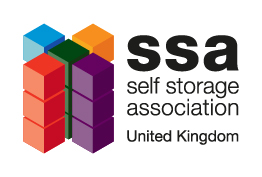 ssa
self storage
association
United Kingdom